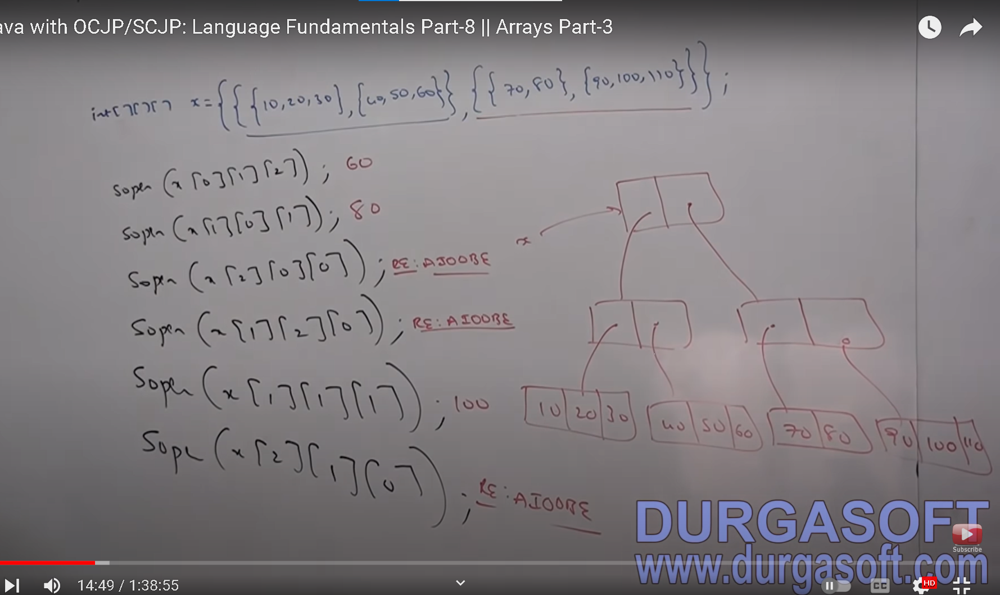 ava with OCJP/SCJP: Language Fundamentals Part-8 || Arrays Part-3
int[][][] x={{{10,20,30},{40,50,60}},{{70,80},{90,100,110}}};
Sopln(x[0][1][2]); 60
Sopln(x[1][0][1]); 80
Sopln(x[2][0][0]); RE:AIOOBE
Sopln(x[1][2][0]); RE:AIOOBE
Sopln(x[1][1][1]); 100
Sopl(x[2][1][0]); RE:AIOOBE
x
10 20 30
40 50 60
70 80
90 100 110
DURGASOFT
Subscribe
www.durgasoft.com
14:49 / 1:38:55
CC
HD